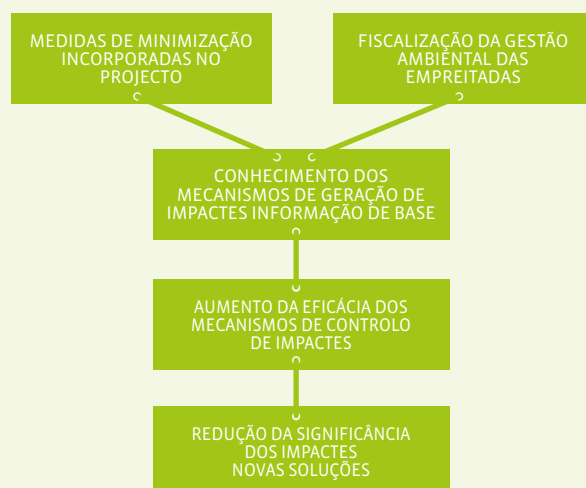 MEDIDAS DE MINIMIZAÇÃO
INCORPORADAS NO
PROJECTO
FISCALIZAÇÃO DA GESTÃO
AMBIENTAL DAS
EMPREITADAS
CONHECIMENTO DOS
MECANISMOS DE GERAÇÃO DE
IMPACTES INFORMAÇÃO DE BASE
AUMENTO DA EFICÁCIA DOS
MECANISMOS DE CONTROLO
DE IMPACTES
REDUÇÃO DA SIGNIFICÂNCIA
DOS IMPACTES
NOVAS SOLUÇÕES